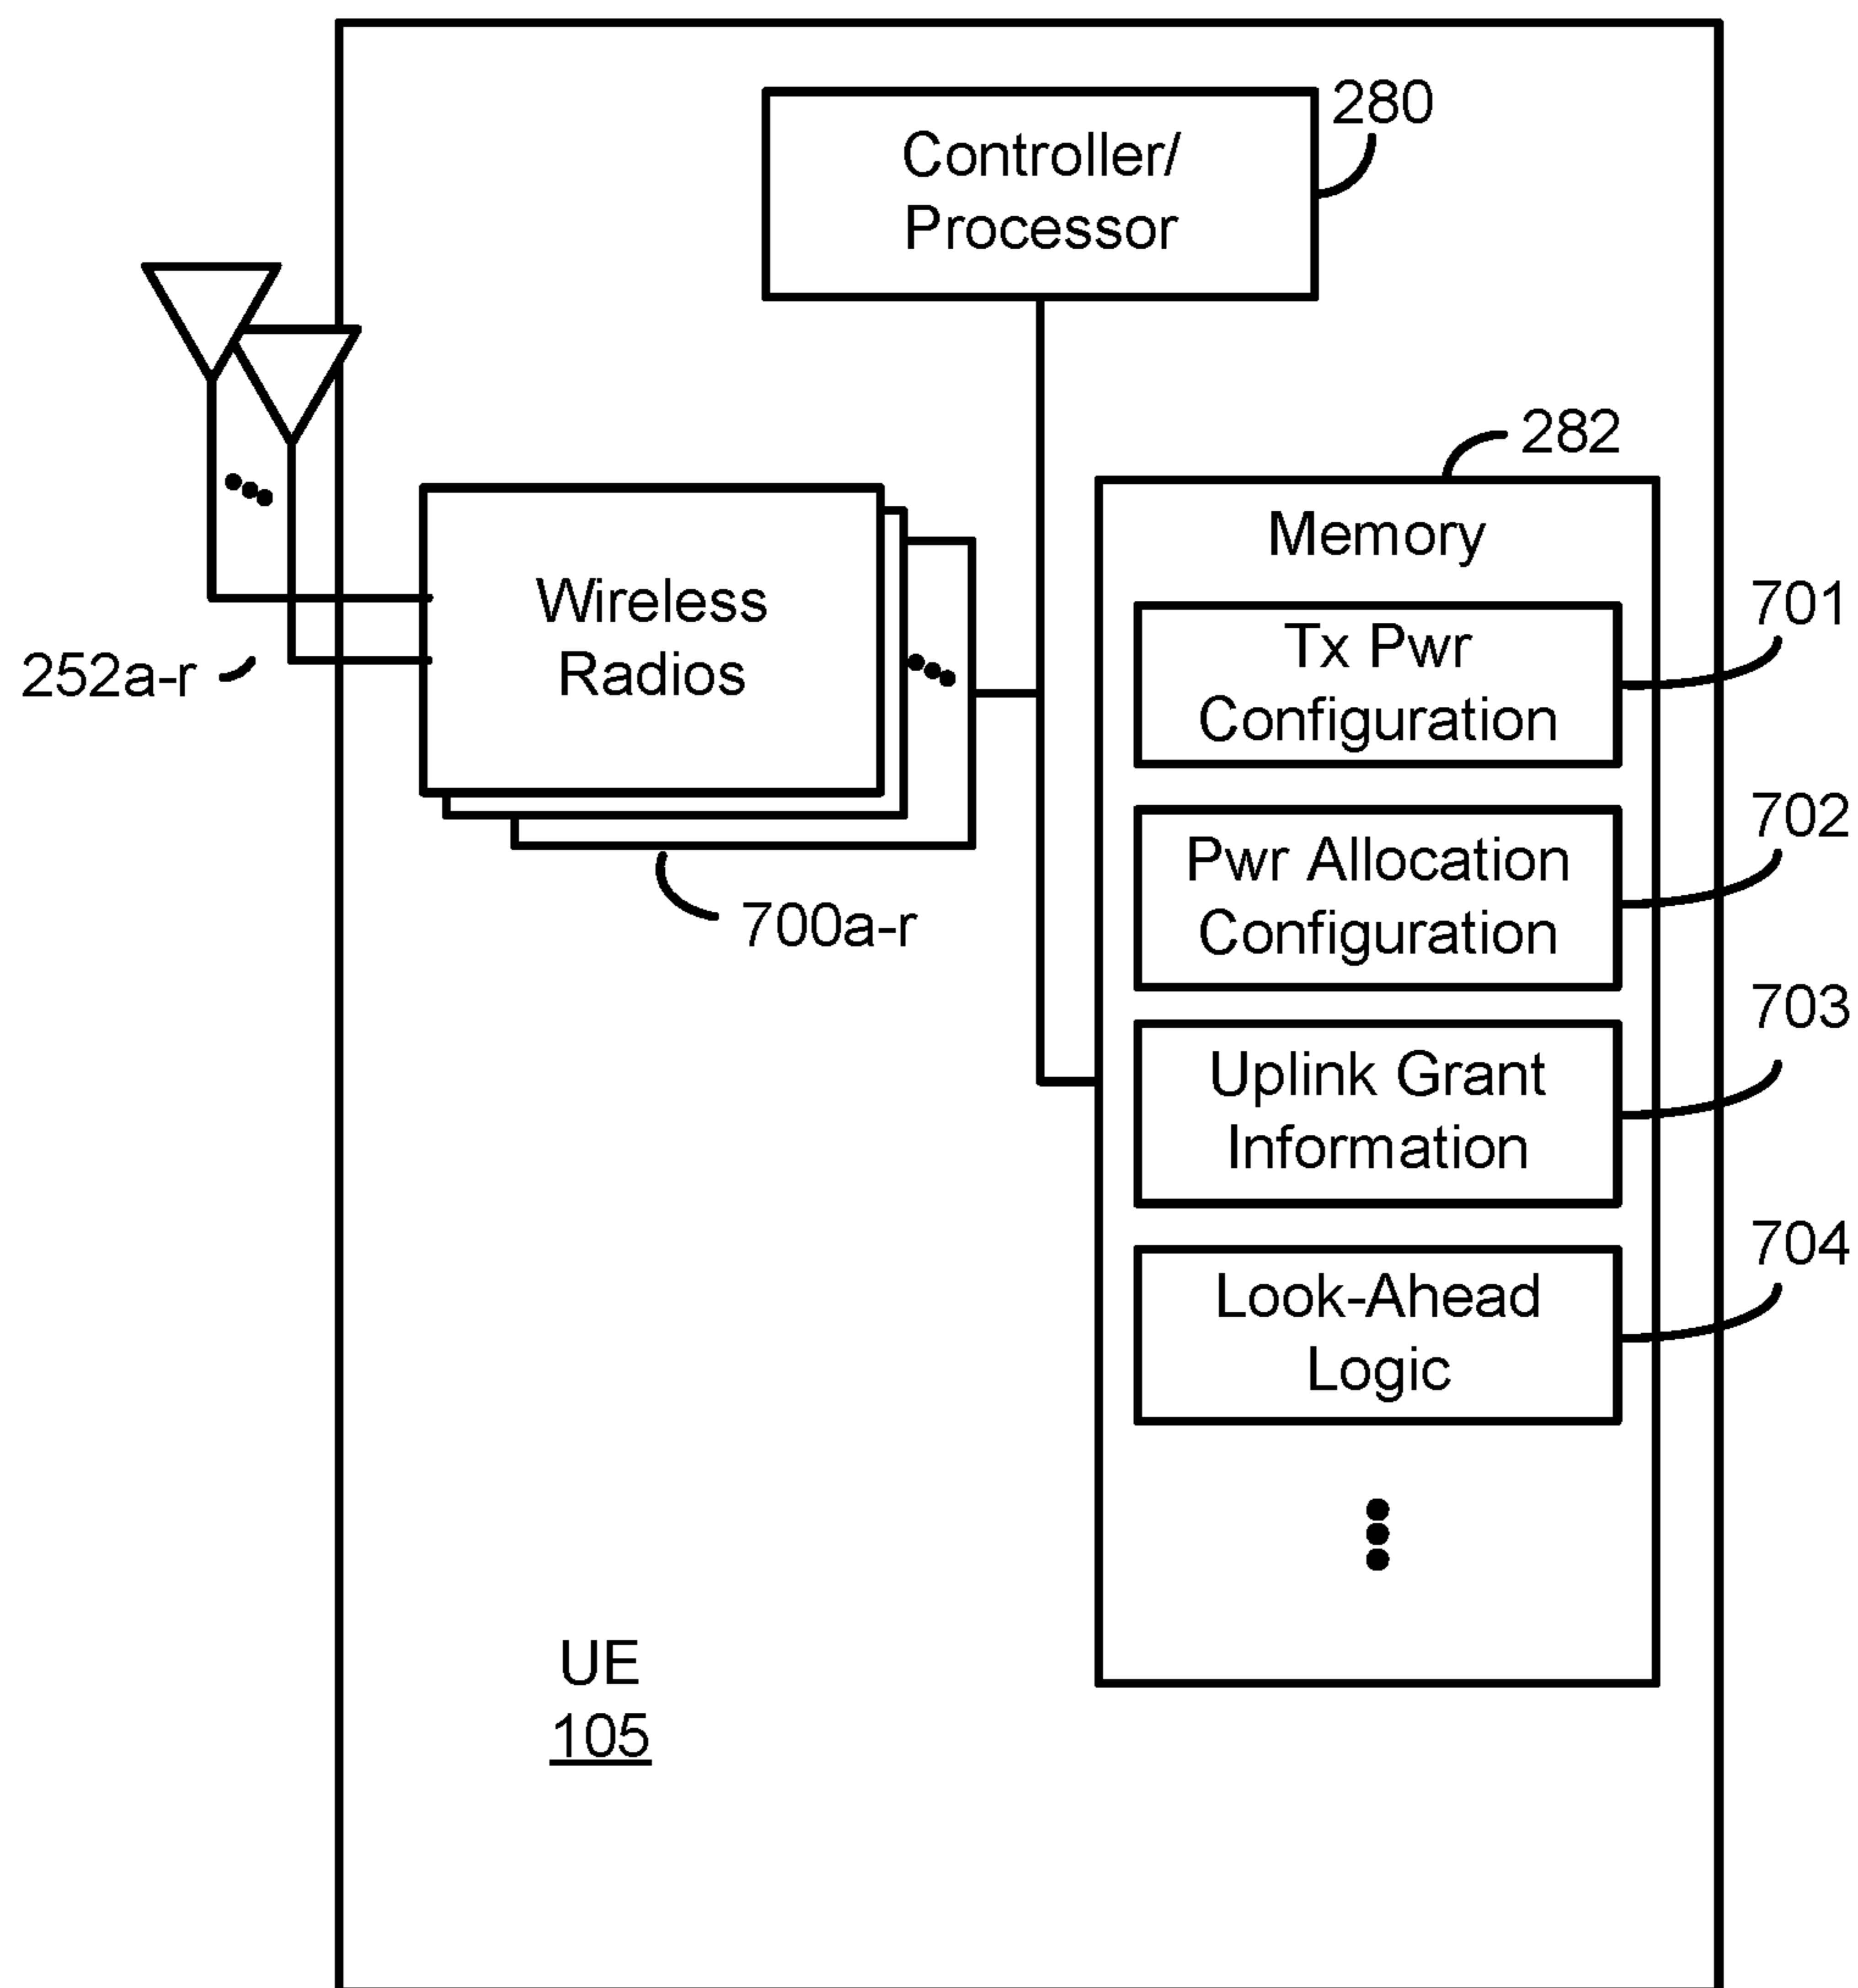 280
Controller/
Processor
282
Memory
701
Tx Pwr
Configuration
Wireless
Radios
252a-r
702
Pwr Allocation
Configuration
700a-r
703
Uplink Grant
Information
704
Look-Ahead
Logic
UE
105